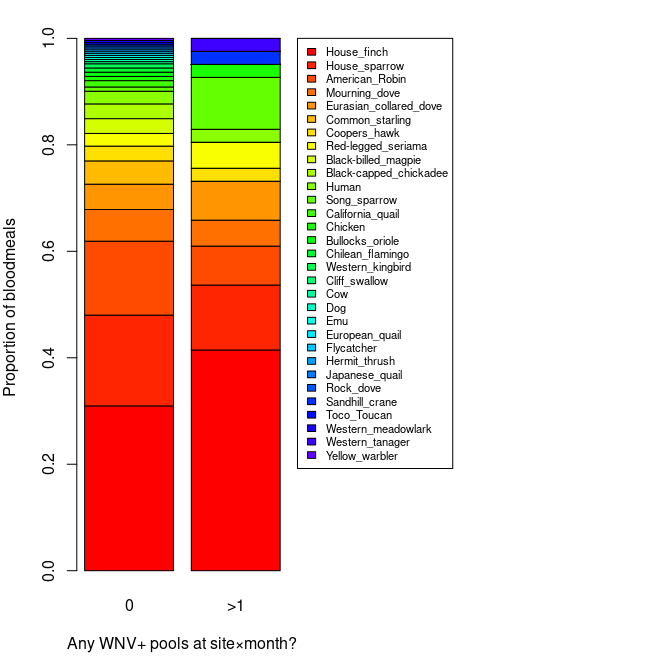 Proportion of bloodmeals
1.0
0.8
0.6
0.4
0.2
0.0
0
>1
Any WNV+ pools at site×month?
House_finch
House_sparrow
American_Robin
Mourning_dove
Eurasian_collared_dove
Common_starling
Coopers_hawk
Red-legged_seriama
Black-billed_magpie
Black-capped_chickadee
Human
Song_sparrow
California_quail
Chicken
Bullocks_oriole
Chilean_flamingo
Western_kingbird
Cliff_swallow
Cow
Dog
Emu
European_quail
Flycatcher
Hermit_thrush
Japanese_quail
Rock_dove
Sandhill_crane
Toco_Toucan
Western_meadowlark
Western_tanager
Yellow_warbler